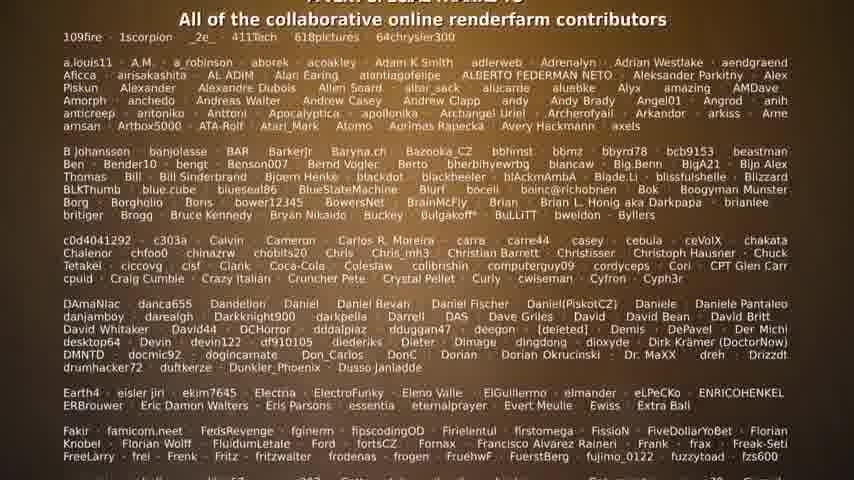 A VERY SPECIAL THANKS TO
All of the collaborative online renderfarm contributors
109fire · 1scorpion · _2e_ · 411Tech · 618pictures · 64chrysler300
a.louis11 · A.M. · a_robinson · aborek · acoakley · Adam K Smith · adlerweb · Adrenalyn · Adrian Westlake · aendgraend
Aficca · airisakashita · AL ADIM · Alan Earing · alantiagofelipe · ALBERTO FEDERMAN NETO · Aleksander Parkitny · Alex
Piskun · Alexander · Alexandre Dubois · Allen Soard · altar_sack · alucarde · aluebke · Alyx · amazing · AMDave
Amorph · anchedo · Andreas Walter · Andrew Casey · Andrew Clapp · andy · Andy Brady · Angel01 · Angrod · anih
anticreep · antoniko · Anttoni · Apocalyptica · apollonika · Archangel Uriel · Archerofyail · Arkandor · arkiss · Arne
arnsan · Artbox5000 · ATA-Rolf · Atari_Mark · Atomo · Aurimas Rapecka · Avery Hackmann · axels
B Johansson · banjolasse · BAR · BarkerJr · Baryna.ch · Bazooka_CZ · bbhmst · bbmz · bbyrd78 · bcb9153 · beastman
Ben · Bender10 · bengt · Benson007 · Bernd Vogler · Berto · bherbihyewrbg · biancaw · Big.Benn · BigA21 · Bijo Alex
Thomas · Bill · Bill Sinderbrand · Bjoern Henke · blackdot · blackheeler · blAckmAmbA · Blade.Li · blissfulshelle · Blizzard
BLKThumb · blue.cube · blueseal86 · BlueStateMachine · Blurf · bocell · boinc@richobrien · Bok · Boogyman Munster
Borg · Borgholio · Boris · bower12345 · BowersNet · BrainMcFly · Brian · Brian L. Honig aka Darkpapa · brianlee
britiger · Brogg · Bruce Kennedy · Bryan Nikaido · Buckey · Bulgakoff° · BuLLiTT · bweldon · Byllers
c0d4041292 · c303a · Calvin · Cameron · Carlos R. Moreira · carra · carre44 · casey · cebula · ceVoIX · chakata
Chalenor · chfoo0 · chinazrw · chobits20 · Chris · Chris_mh3 · Christian Barrett · Christisser · Christoph Hausner · Chuck
Tetakel · ciccovg · cisf · Clank · Coca-Cola · Coleslaw · colibrishin · computerguy09 · cordyceps · Cori · CPT Glen Carr
cpuid · Craig Cumbie · Crazy Italian · Cruncher Pete · Crystal Pellet · Curly · cwiseman · Cyfron · Cyph3r
DAmaNiac · danca655 · Dandelion · Daniel · Daniel Bevan · Daniel Fischer · Daniel(PiskotCZ) · Daniele · Daniele Pantaleo
danjamboy · darealgh · Darkknight900 · darkpella · Darrell · DAS · Dave Griles · David · David Bean · David Britt
David Whitaker · David44 · DCHorror · dddalpiaz · dduggan47 · deegon · [deleted] · Demis · DePavel · Der Michi
desktop64 · Devin · devin122 · df910105 · diederiks · Dieter · Dimage · dingdong · dioxyde · Dirk Krämer (DoctorNow)
DMNTD · docmic92 · dogincarnate · Don_Carlos · DonC · Dorian · Dorian Okrucinski · Dr. MaXX · dreh · Drizzdt
drumhacker72 · duftkerze · Dunkler_Phoenix · Dusso Janladde
Earth4 · eisler jiri · ekim7645 · Electria · ElectroFunky · Eleno Valle · ElGuillermo · elmander · eLPeCKo · ENRICOHENKEL
ERBrouwer · Eric Damon Walters · Eris Parsons · essentia · eternalprayer · Evert Meulie · Ewiss · Extra Ball
Fakir · famicom.neet · FedsRevenge · fginerm · fipscodingOD · Firielentul · firstomega · FissioN · FiveDollarYoBet · Florian
Knobel · Florian Wolff · FluidumLetale · Ford · fortsCZ · Fornax · Francisco Alvarez Raineri · Frank · frax · Freak-Seti
FreeLarry · frei · Frenk · Fritz · fritzwalter · frodenas · frogen · FruehwF · FuerstBerg · fujimo_0122 · fuzzytoad · fzs600